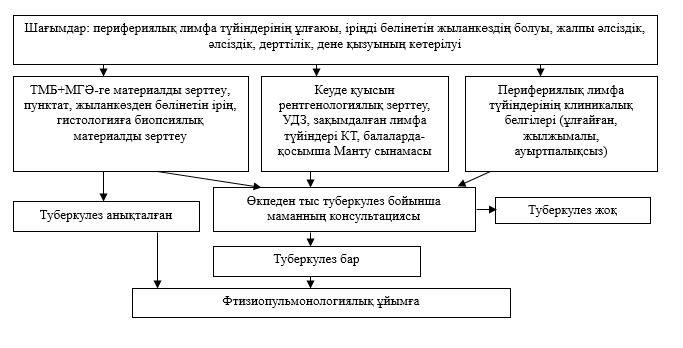 Шағымдар: перифериялық лимфа түйіндерінің ұлғаюы, іріңді бөлінетін жыланкөздің болуы, жалпы әлсіздік,
әлсіздік, дерттілік, дене қызуының көтерілуі
ТМБ+МГӘ-ге материалды зерттеу,
пунктат, жыланкөзден бөлінетін ірің,
гистологияға биопсиялық
материалды зерттеу
Кеуде қуысын
рентгенологиялық зерттеу,
УДЗ, зақымдалған лимфа
түйіндері КТ, балаларда-
қосымша Манту сынамасы
Перифериялық лимфа
түйіндерінің клиникалық
белгілері (ұлғайған,
жылжымалы,
ауыртпалықсыз)
Туберкулез анықталған
Өкпеден тыс туберкулез бойынша
маманның консультациясы
Туберкулез жоқ
Туберкулез бар
Фтизиопульмонологиялық ұйымға